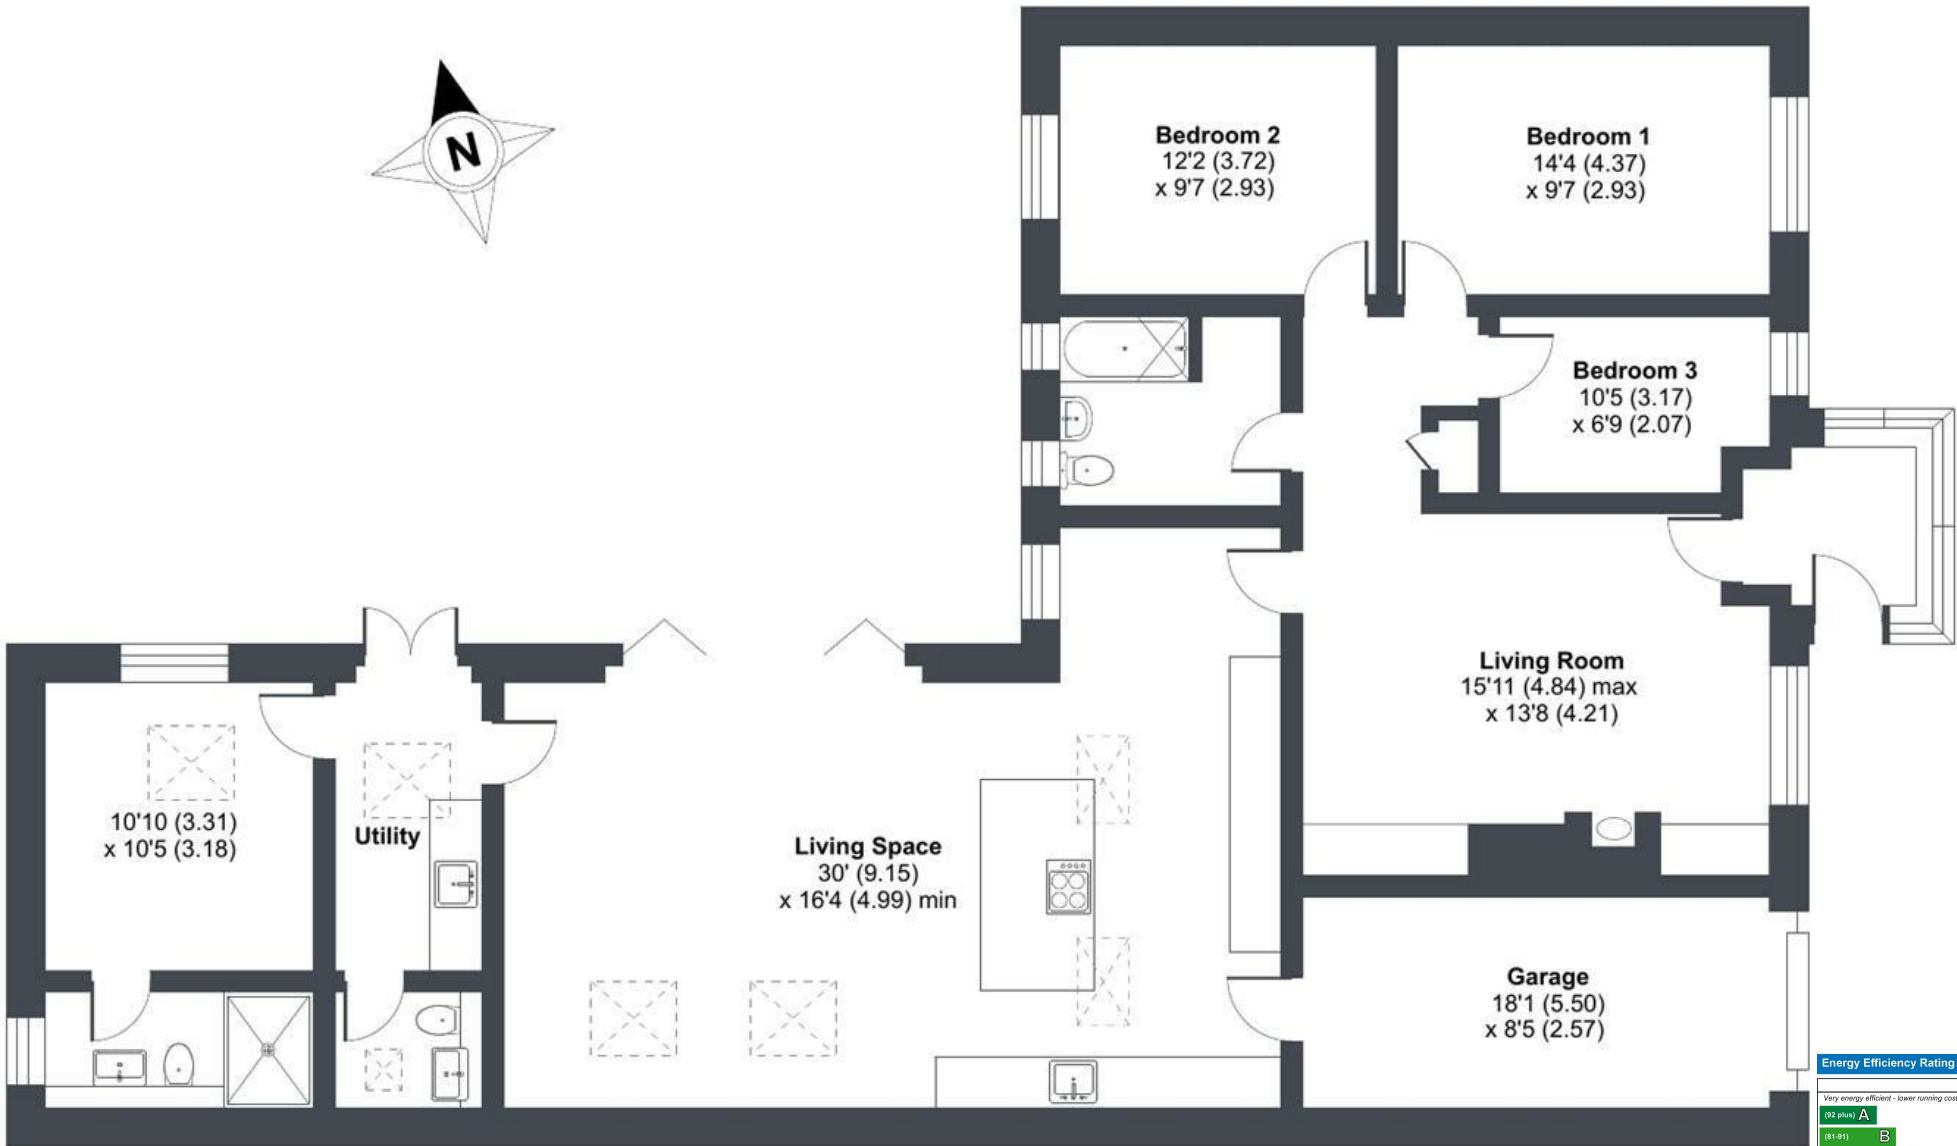 N
Bedroom 2
12'2 (3.72)
x 9'7 (2.93)
Bedroom 1
14'4 (4.37)
x 9'7 (2.93)
Bedroom 3
10'5 (3.17)
x 6'9 (2.07)
Living Room
15'11 (4.84) max
x 13'8 (4.21)
10'10 (3.31)
x 10'5 (3.18)
Utility
Living Space
30' (9.15)
x 16'4 (4.99) min
Garage
18'1 (5.50)
x 8'5 (2.57)
Energy Efficiency Rating
Very energy efficient - lower running cost
(92 plus) A
(81-91) B